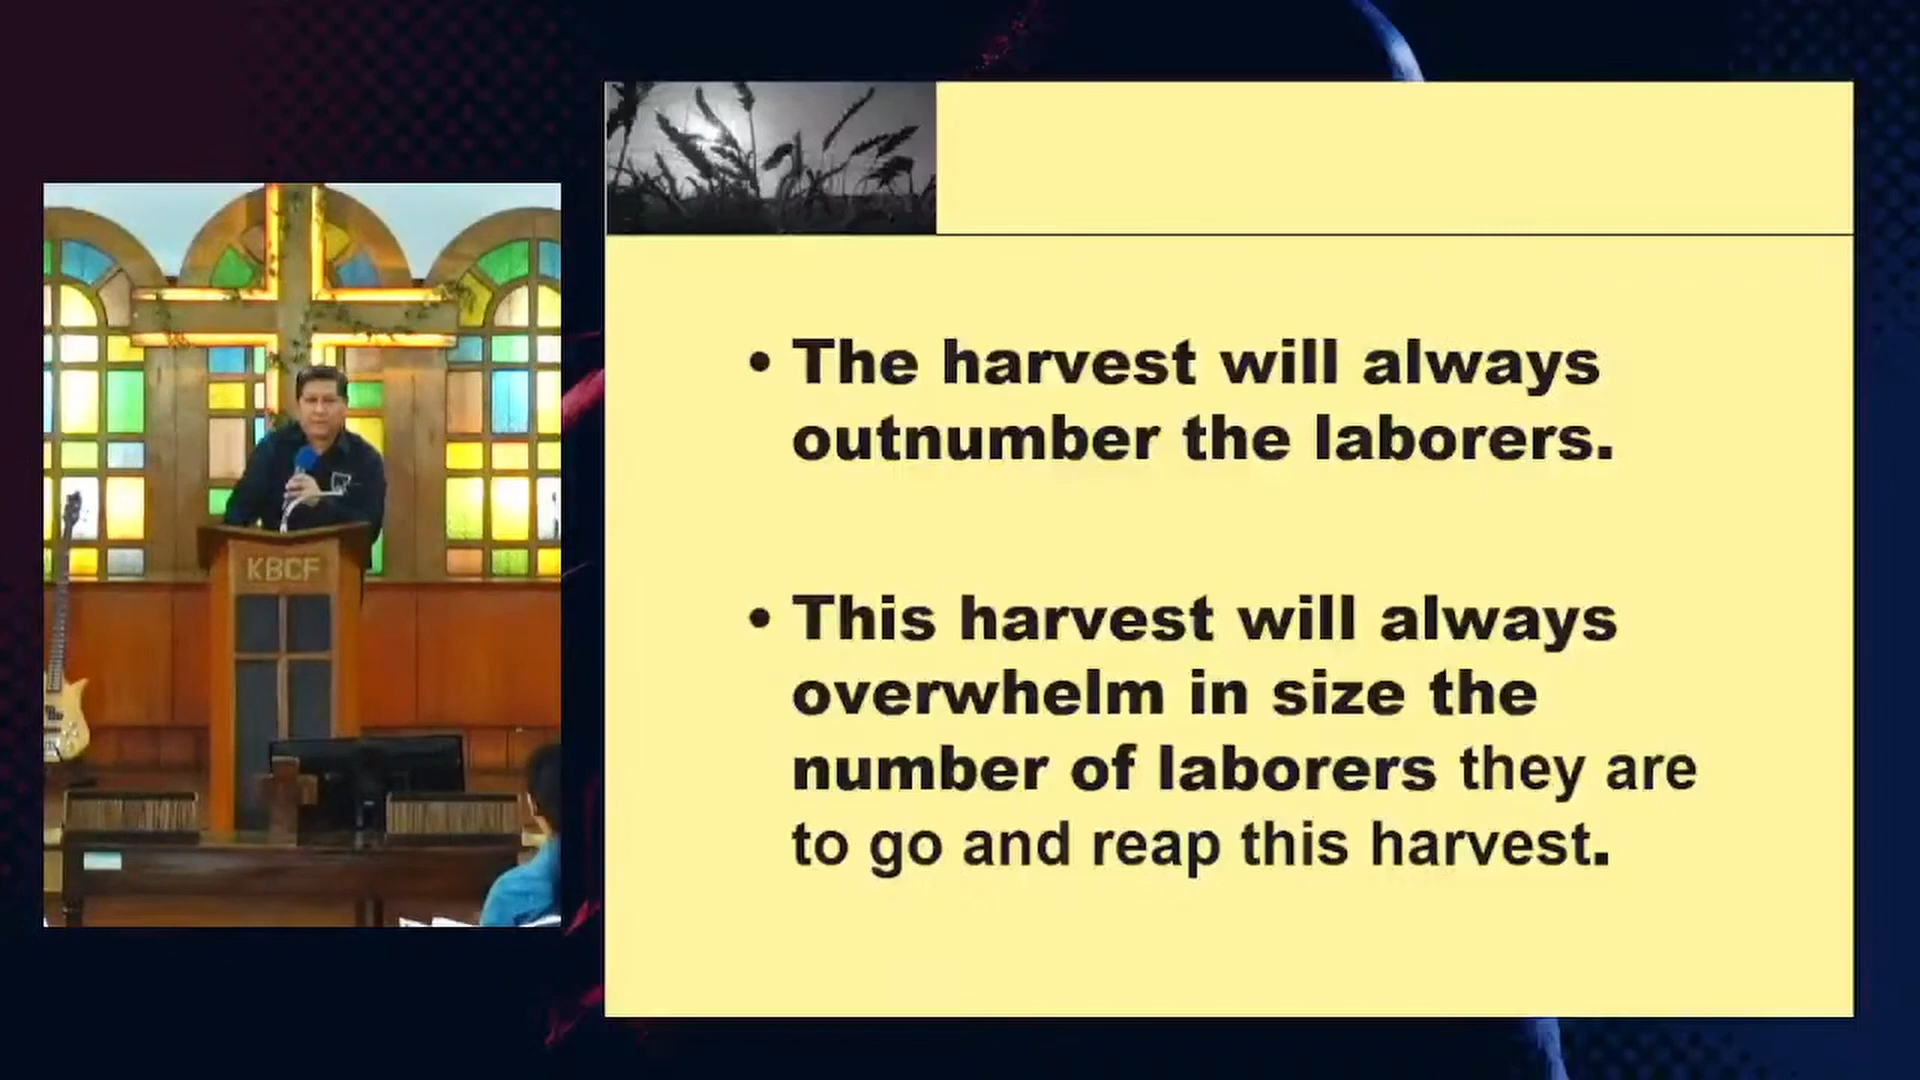 KBCF
• The harvest will always
outnumber the laborers.
• This harvest will always
overwhelm in size the
number of laborers they are
to go and reap this harvest.